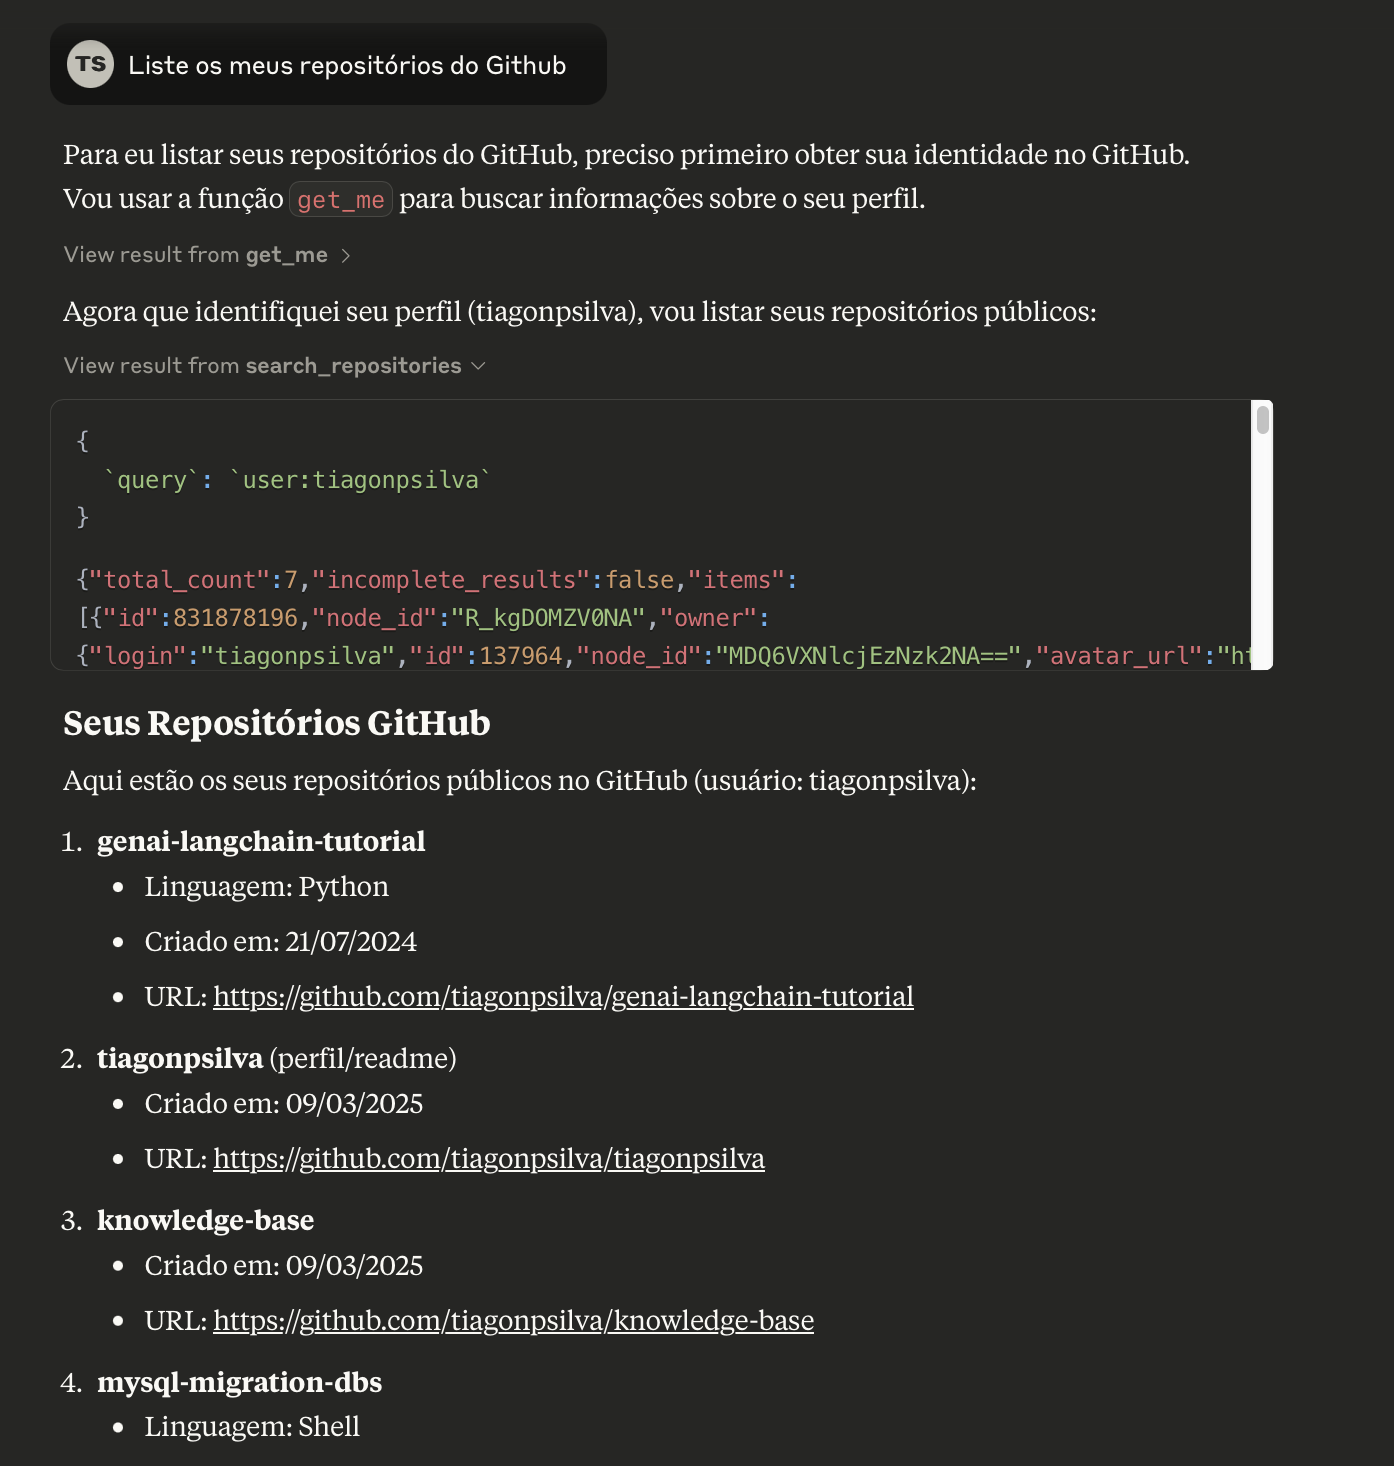 TS Liste os meus repositórios do Github
Para eu listar seus repositórios do GitHub, preciso primeiro obter sua identidade no GitHub.
Vou usar a função get_me para buscar informações sobre o seu perfil.
View result from get_me
Agora que identifiquei seu perfil (tiagonpsilva), vou listar seus repositórios públicos:
View result from search_repositories
{
`query`: `user:tiagonpsilva`
}
{"total_count":7,"incomplete_results":false,"items":
[{"id":831878196,"node_id":"R_kgDOMZV0NA","owner":
{"login":"tiagonpsilva","id":137964,"node_id":"MDQ6VXNlcjEzNzk2NA==","avatar_url":"ht
Seus Repositórios GitHub
Aqui estão os seus repositórios públicos no GitHub (usuário: tiagonpsilva):
1. genai-langchain-tutorial
• Linguagem: Python
• Criado em: 21/07/2024
• URL: https://github.com/tiagonpsilva/genai-langchain-tutorial
2. tiagonpsilva (perfil/readme)
• Criado em: 09/03/2025
• URL: https://github.com/tiagonpsilva/tiagonpsilva
3. knowledge-base
• Criado em: 09/03/2025
• URL: https://github.com/tiagonpsilva/knowledge-base
4. mysql-migration-dbs
• Linguagem: Shell